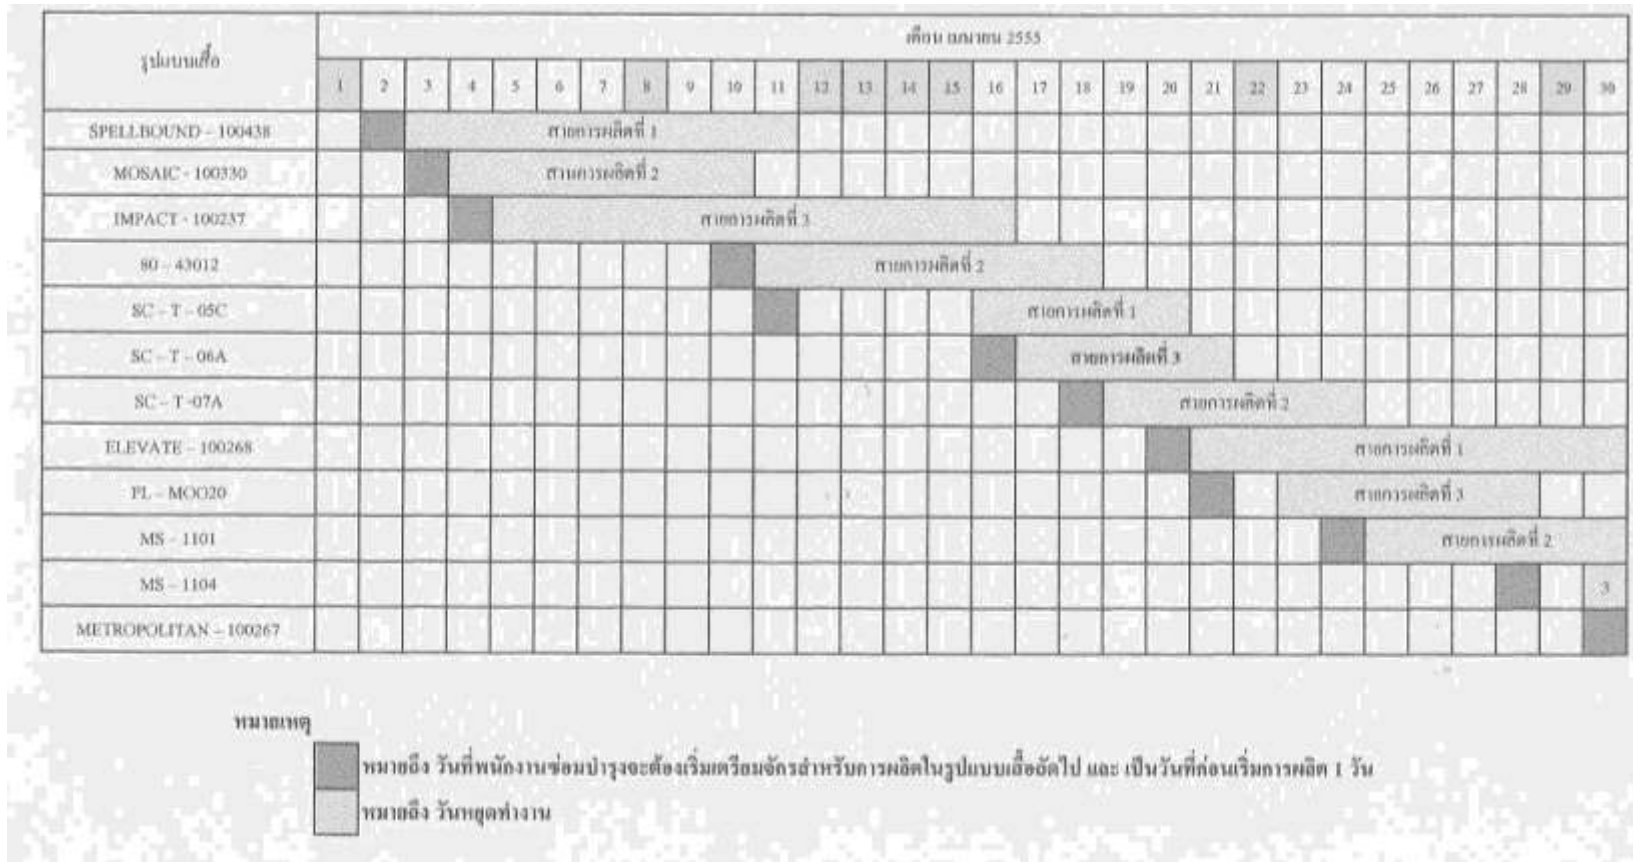 รูปแบบเสื้อ
เดือน เมษายน 2555
1 2 3 4 5 6 7 8 9 10 11 12 13 14 15 16 17 18 19 20 21 22 23 24 25 26 27 28 29 30
SPELLBOUND – 100438 สายการผลิตที่ 1
MOSAIC - 100330 สายการผลิตที่ 2
IMPACT - 100237 สายการผลิตที่ 3
80 – 43012 สายการผลิตที่ 2
SC – T – 05C สายการผลิตที่ 1
SC – T – 06A สายการผลิตที่ 3
SC – T -07A สายการผลิตที่ 2
ELEVATE – 100268 สายการผลิตที่ 1
PL – MOO20 สายการผลิตที่ 3
MS – 1101 สายการผลิตที่ 2
MS – 1104 3
METROPOLITAN – 100267
หมายเหตุ
หมายถึง วันที่พนักงานซ่อมบำรุงจะต้องเริ่มเตรียมจักรสำหรับการผลิตในรูปแบบเสื้อถัดไป และ เป็นวันที่ก่อนเริ่มการผลิต 1 วัน
หมายถึง วันหยุดทำงาน